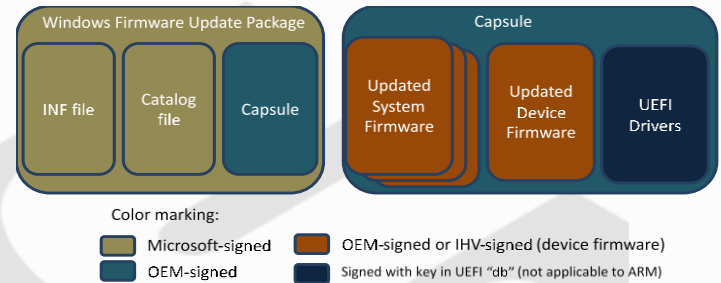 Windows Firmware Update Package
INF file
Catalog
file
Capsule
Capsule
Updated
System
Firmware
Updated
Device
Firmware
UEFI
Drivers
Color marking:
Microsoft-signed
OEM-signed
OEM-signed or IHV-signed (device firmware)
Signed with key in UEFI “db” (not applicable to ARM)